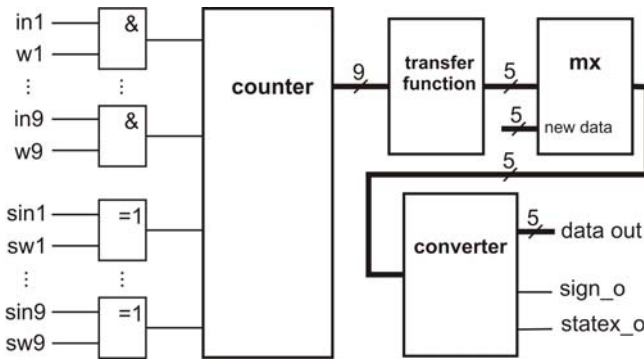 in1
w1
&
⋮ ⋮
in9
w9
&
sin1
sw1
=1
⋮ ⋮
sin9
sw9
=1
counter
9
transfer
function
5
mx
5
new data
5
converter
5
data out
sign_o
statex_o